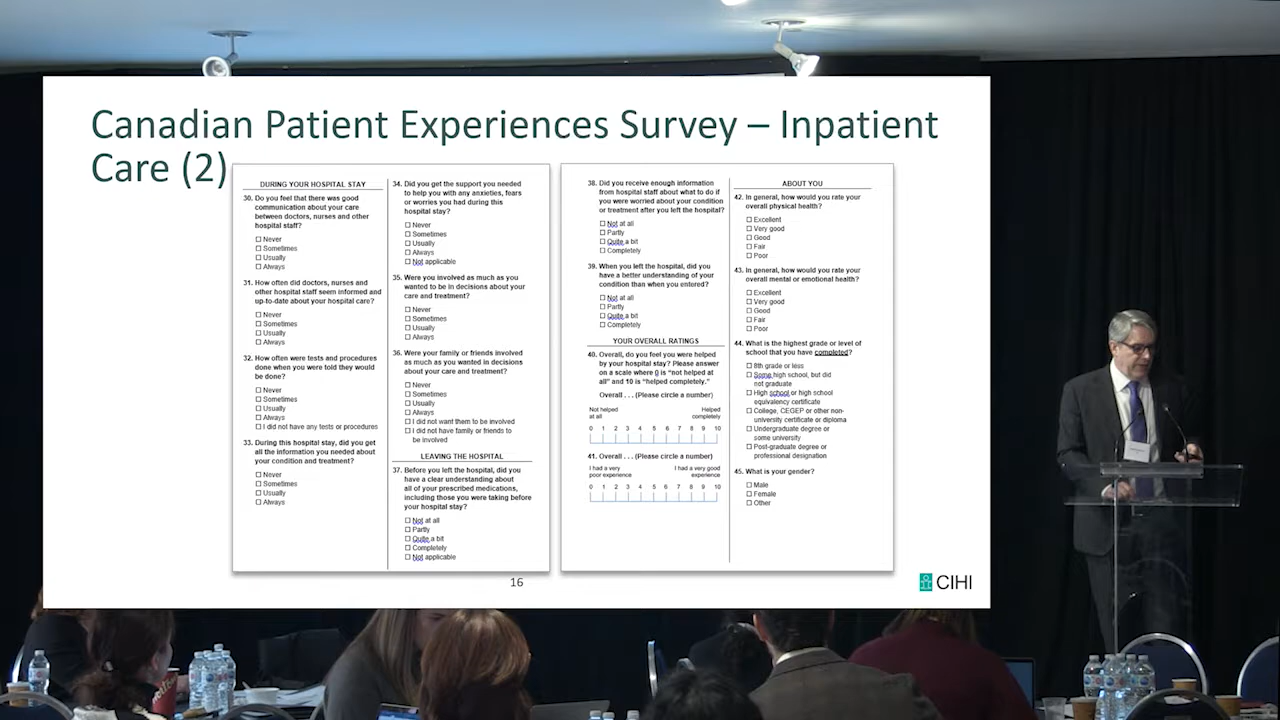 Canadian Patient Experiences Survey – Inpatient
Care (2)
DURING YOUR HOSPITAL STAY
30. Do you feel that there was good
communication about your care
between doctors, nurses and other
hospital staff?
☐ Never
☐ Sometimes
☐ Usually
☐ Always
31. How often did doctors, nurses and
other hospital staff seem informed and
up-to-date about your hospital care?
☐ Never
☐ Sometimes
☐ Usually
☐ Always
32. How often were tests and procedures
done when you were told they would
be done?
☐ Never
☐ Sometimes
☐ Usually
☐ Always
☐ I did not have any tests or procedures
33. During this hospital stay, did you get
all the information you needed about
your condition and treatment?
☐ Never
☐ Sometimes
☐ Usually
☐ Always
34. Did you get the support you needed
to help you with any anxieties, fears
or worries you had during this
hospital stay?
☐ Never
☐ Sometimes
☐ Usually
☐ Always
☐ Not applicable
35. Were you involved as much as you
wanted to be in decisions about your
care and treatment?
☐ Never
☐ Sometimes
☐ Usually
☐ Always
36. Were your family or friends involved
as much as you wanted in decisions
about your care and treatment?
☐ Never
☐ Sometimes
☐ Usually
☐ Always
☐ I did not want them to be involved
☐ I did not have family or friends to
be involved
LEAVING THE HOSPITAL
37. Before you left the hospital, did you
have a clear understanding about
all of your prescribed medications,
including those you were taking before
your hospital stay?
☐ Not at all
☐ Partly
☐ Quite a bit
☐ Completely
☐ Not applicable
38. Did you receive enough information
from hospital staff about what to do if
you were worried about your condition
or treatment after you left the hospital?
☐ Not at all
☐ Partly
☐ Quite a bit
☐ Completely
39. When you left the hospital, did you
have a better understanding of your
condition than when you entered?
☐ Not at all
☐ Partly
☐ Quite a bit
☐ Completely
YOUR OVERALL RATINGS
40. Overall, do you feel you were helped
by your hospital stay? Please answer
on a scale where 0 is “not helped at
all” and 10 is “helped completely.”
Overall . . . (Please circle a number)
Not helped Helped
at all completely
0 1 2 3 4 5 6 7 8 9 10
41. Overall . . . (Please circle a number)
I had a very I had a very good
poor experience experience
0 1 2 3 4 5 6 7 8 9 10
ABOUT YOU
42. In general, how would you rate your
overall physical health?
☐ Excellent
☐ Very good
☐ Good
☐ Fair
☐ Poor
43. In general, how would you rate your
overall mental or emotional health?
☐ Excellent
☐ Very good
☐ Good
☐ Fair
☐ Poor
44. What is the highest grade or level of
school that you have completed?
☐ 8th grade or less
☐ Some high school, but did
not graduate
☐ High school or high school
equivalency certificate
☐ College, CEGEP or other non-
university certificate or diploma
☐ Undergraduate degree or
some university
☐ Post-graduate degree or
professional designation
45. What is your gender?
☐ Male
☐ Female
☐ Other
16
CIHI